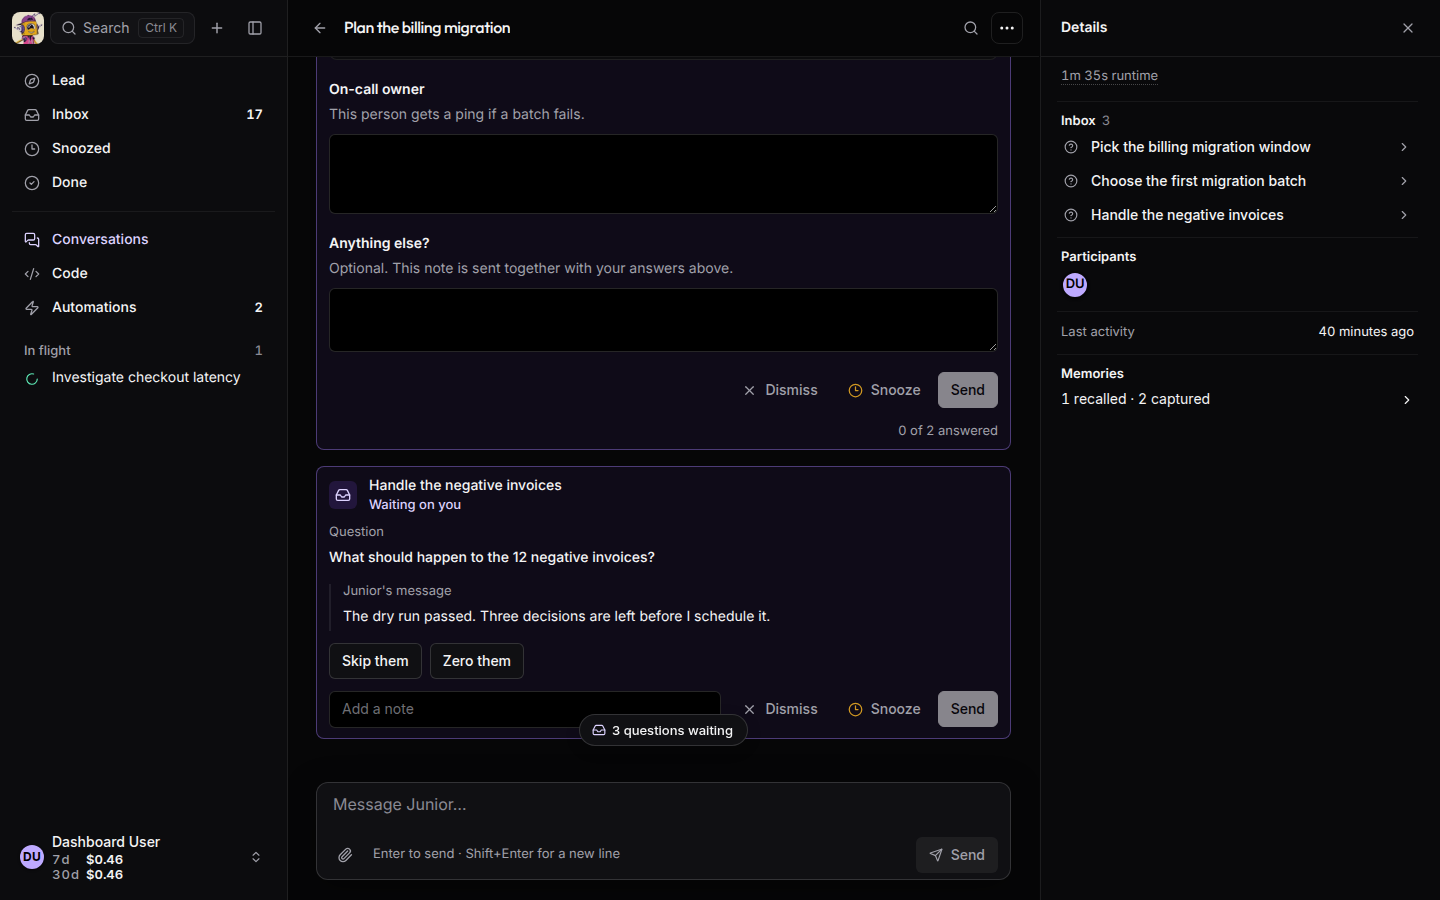 Search Ctrl K
Lead
Inbox 17
Snoozed
Done
Conversations
Code
Automations 2
In flight 1
Investigate checkout latency
DU
Dashboard User
7d $0.46
30d $0.46
Plan the billing migration
On-call owner
This person gets a ping if a batch fails.
Anything else?
Optional. This note is sent together with your answers above.
Dismiss Snooze Send
0 of 2 answered
Handle the negative invoices
Waiting on you
Question
What should happen to the 12 negative invoices?
Junior's message
The dry run passed. Three decisions are left before I schedule it.
Skip them Zero them
Add a note Dismiss Snooze Send
3 questions waiting
Message Junior...
Enter to send · Shift+Enter for a new line Send
Details
1m 35s runtime
Inbox 3
Pick the billing migration window
Choose the first migration batch
Handle the negative invoices
Participants
DU
Last activity 40 minutes ago
Memories
1 recalled · 2 captured